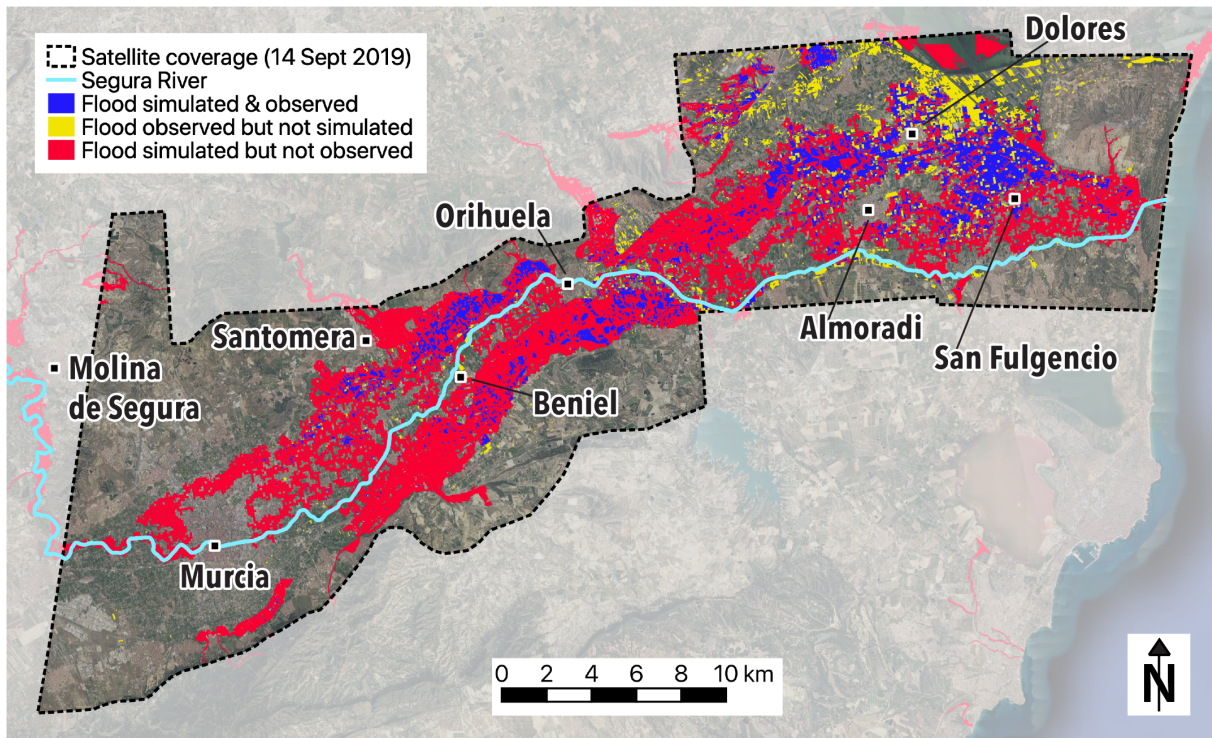 Satellite coverage (14 Sept 2019)
Segura River
Flood simulated & observed
Flood observed but not simulated
Flood simulated but not observed
Dolores
Orihuela
Santomera
Almoradi
San Fulgencio
Molina
de Segura
Beniel
Murcia
0 2 4 6 8 10 km
N